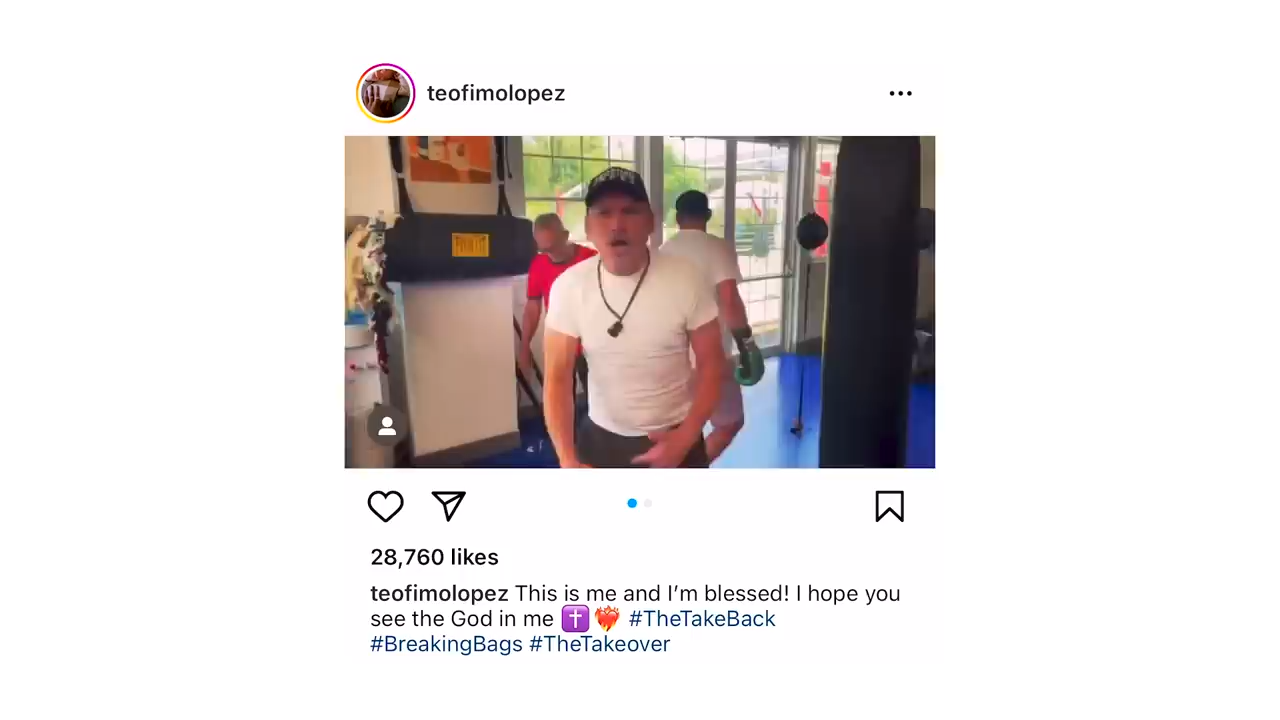 teofimolopez
28,760 likes
teofimolopez This is me and I’m blessed! I hope you
see the God in me ✝️❤️‍🔥 #TheTakeBack
#BreakingBags #TheTakeover